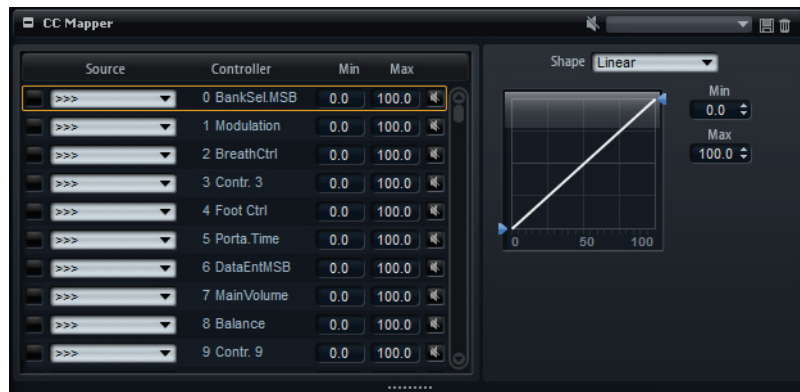 CC Mapper
Source Controller Min Max
>>> 0 BankSel.MSB 0.0 100.0
>>> 1 Modulation 0.0 100.0
>>> 2 BreathCtrl 0.0 100.0
>>> 3 Contr. 3 0.0 100.0
>>> 4 Foot Ctrl 0.0 100.0
>>> 5 Porta.Time 0.0 100.0
>>> 6 DataEntMSB 0.0 100.0
>>> 7 MainVolume 0.0 100.0
>>> 8 Balance 0.0 100.0
>>> 9 Contr. 9 0.0 100.0
Shape Linear
Min
0.0
Max
100.0
0 50 100